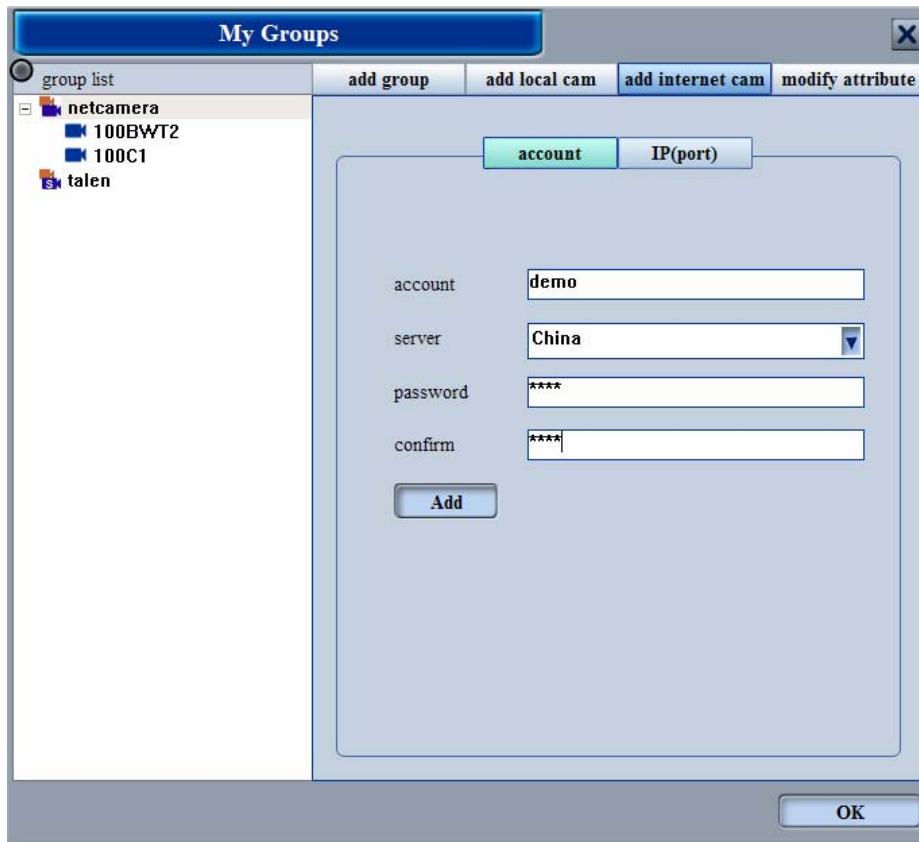 My Groups
group list
add group add local cam add internet cam modify attribute
netcamera
100BWT2
100C1
talen
account IP(port)
account demo
server China
password ****
confirm ****
Add
OK